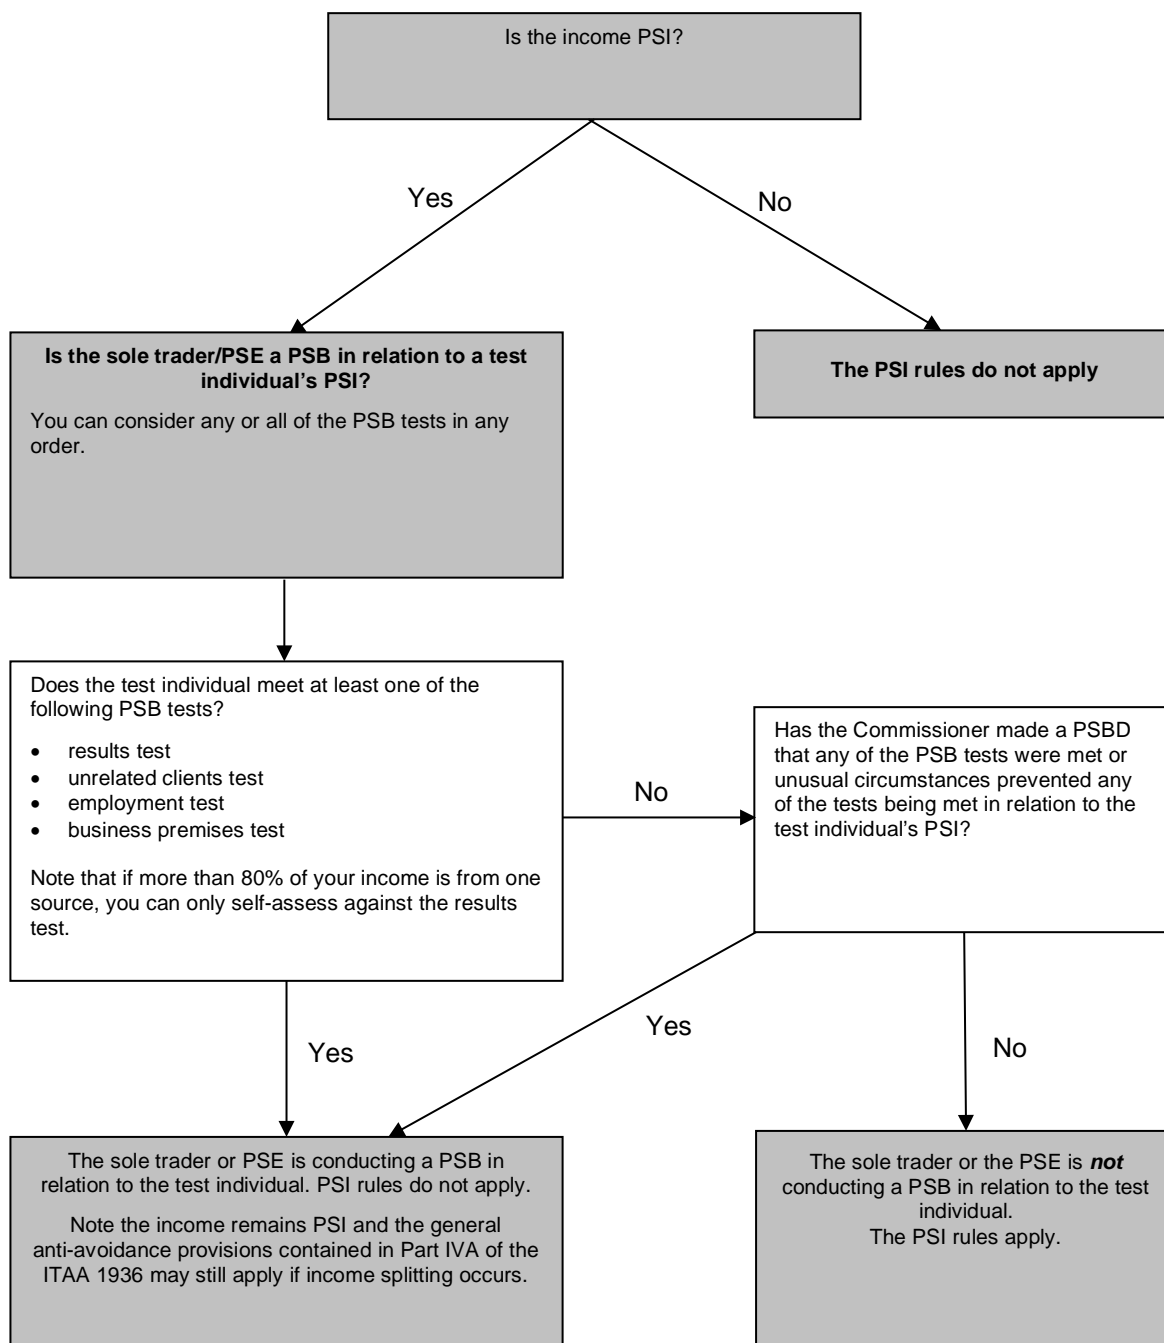 Is the income PSI?
Yes
No
Is the sole trader/PSE a PSB in relation to a test
individual’s PSI?
You can consider any or all of the PSB tests in any
order.
The PSI rules do not apply
Does the test individual meet at least one of the
following PSB tests?
• results test
• unrelated clients test
• employment test
• business premises test
Note that if more than 80% of your income is from one
source, you can only self-assess against the results
test.
No
Has the Commissioner made a PSBD
that any of the PSB tests were met or
unusual circumstances prevented any
of the tests being met in relation to the
test individual’s PSI?
Yes
Yes
No
The sole trader or PSE is conducting a PSB in
relation to the test individual. PSI rules do not apply.
Note the income remains PSI and the general
anti-avoidance provisions contained in Part IVA of the
ITAA 1936 may still apply if income splitting occurs.
The sole trader or the PSE is not
conducting a PSB in relation to the test
individual.
The PSI rules apply.